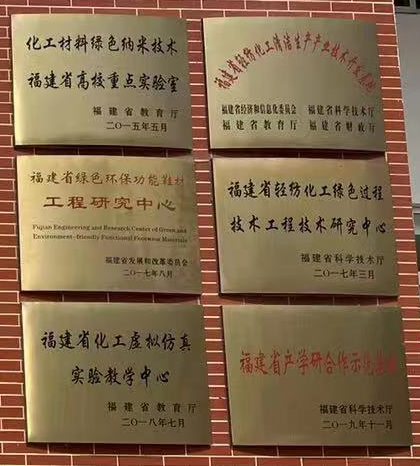 化工材料绿色纳米技术
福建省高校重点实验室
福建省教育厅
二〇一五年五月
福建省轻纺化工清洁生产产业技术开发基地
福建省经济和信息化委员会 福建省科学技术厅
福建省教育厅 福建省财政厅
福建省绿色环保功能鞋材
工程研究中心
Fujian Engineering and Research Center of Green and
Environment-friendly Functional Footwear Materials
福建省发展和改革委员会
二〇一七年八月
福建省轻纺化工绿色过程
技术工程技术研究中心
福建省科学技术厅
二〇一七年三月
福建省化工虚拟仿真
实验教学中心
福建省教育厅
二〇一八年七月
福建省产学研合作示范基地
福建省科学技术厅
二〇一九年十一月